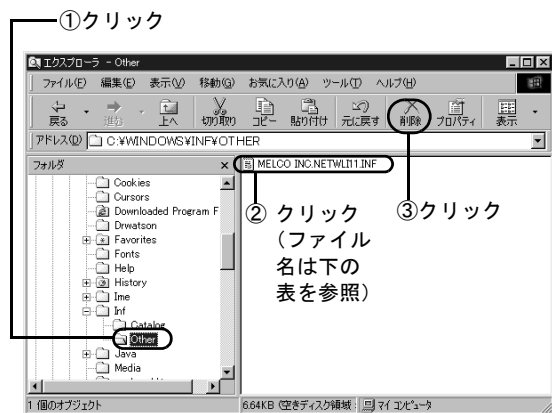 ①クリック
エクスプローラ - Other
ファイル(F) 編集(E) 表示(V) 移動(G) お気に入り(A) ツール(T) ヘルプ(H)
戻る 進む 上へ 切り取り コピー 貼り付け 元に戻す 削除 プロパティ 表示
アドレス(D) C:¥WINDOWS¥INF¥OTHER
フォルダ
MELCO INC.NETWLI11.INF
Cookies
Cursors
Downloaded Program F
Drwatson
Favorites
Fonts
Help
History
Ime
Inf
Catalog
Other
Java
Media
② クリック
(ファイル
名は下の
表を参照)
③クリック
1 個のオブジェクト
6.64KB (空きディスク領域:
マイ コンピュータ